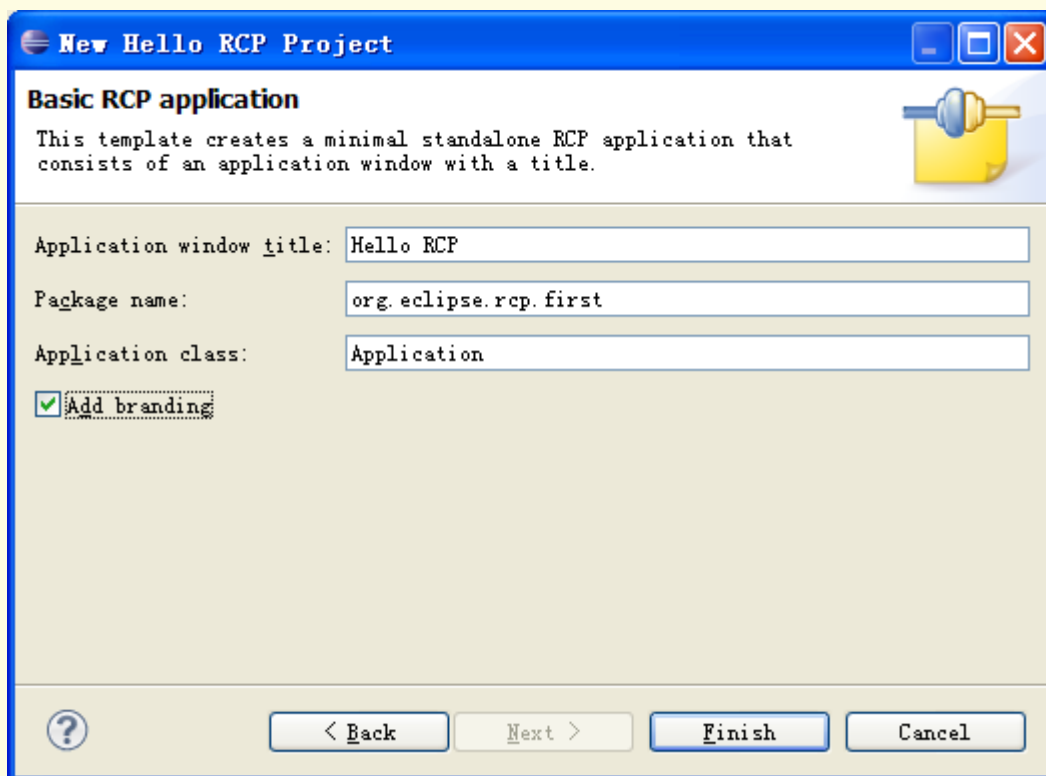 New Hello RCP Project
Basic RCP application
This template creates a minimal standalone RCP application that
consists of an application window with a title.
Application window title: Hello RCP
Package name: org.eclipse.rcp.first
Application class: Application
Add branding
? < Back Next > Finish Cancel